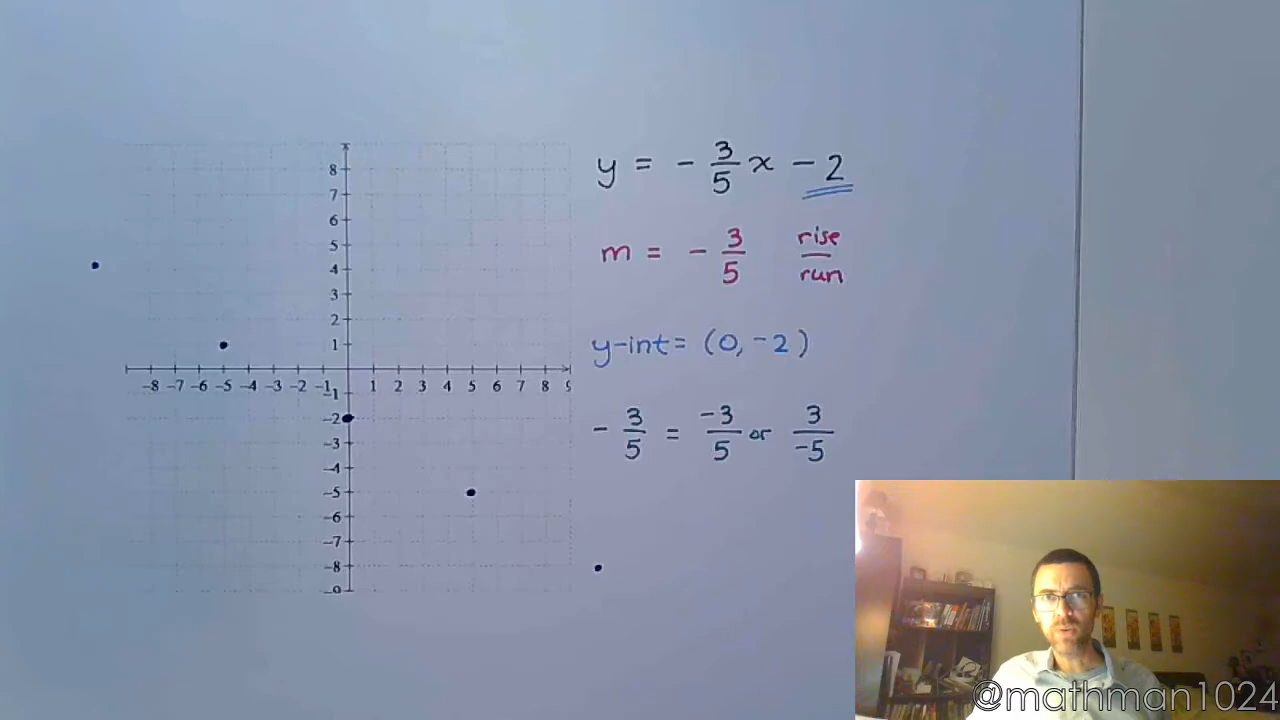 y = - 3/5 x - 2
m = - 3/5 rise/run
y-int = (0, -2)
- 3/5 = -3/5 or 3/-5
8
7
6
5
4
3
2
1
-8 -7 -6 -5 -4 -3 -2 -1 1 2 3 4 5 6 7 8 9
-1
-2
-3
-4
-5
-6
-7
-8
-9
@mathman1024